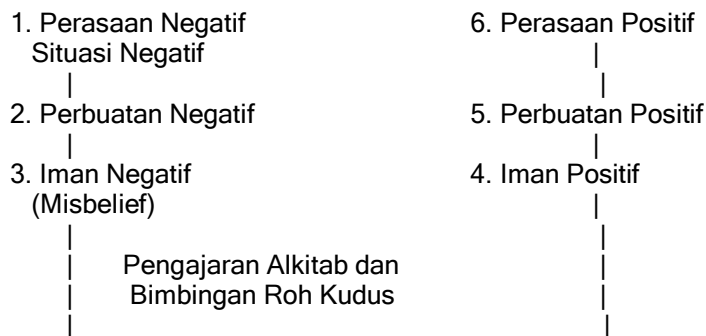 1. Perasaan Negatif 6. Perasaan Positif
Situasi Negatif
2. Perbuatan Negatif 5. Perbuatan Positif
3. Iman Negatif 4. Iman Positif
(Misbelief)
Pengajaran Alkitab dan
Bimbingan Roh Kudus